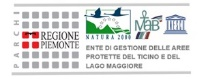 PARCHI
REGIONE
PIEMONTE
NATURA 2000
MaB
ENTE DI GESTIONE DELLE AREE
PROTETTE DEL TICINO E DEL
LAGO MAGGIORE